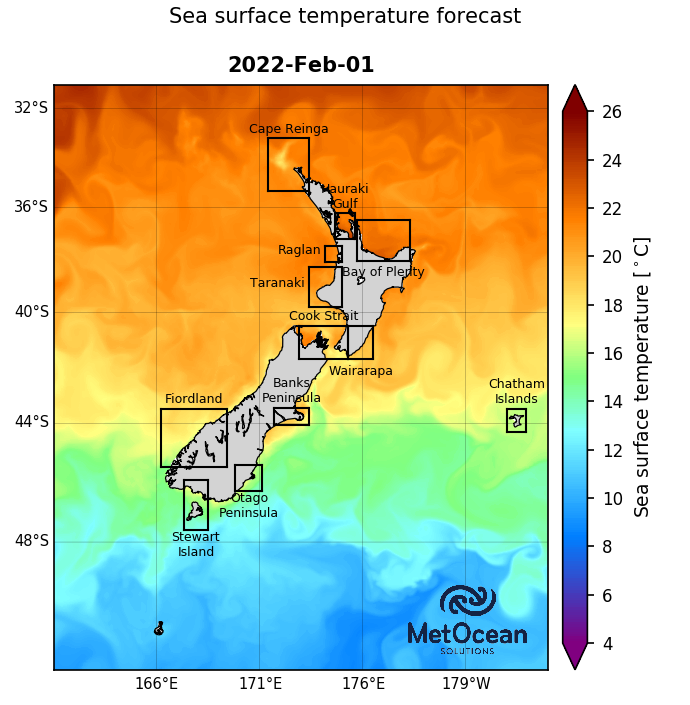 Sea surface temperature forecast
2022-Feb-01
32°S
36°S
40°S
44°S
48°S
Cape Reinga
Hauraki
Gulf
Raglan
Bay of Plenty
Taranaki
Cook Strait
Wairarapa
Banks
Peninsula
Fiordland
Chatham
Islands
Otago
Peninsula
Stewart
Island
MetOcean
SOLUTIONS
166°E
171°E
176°E
179°W
26
24
22
20
18
16
14
12
10
8
6
4
Sea surface temperature [°C]